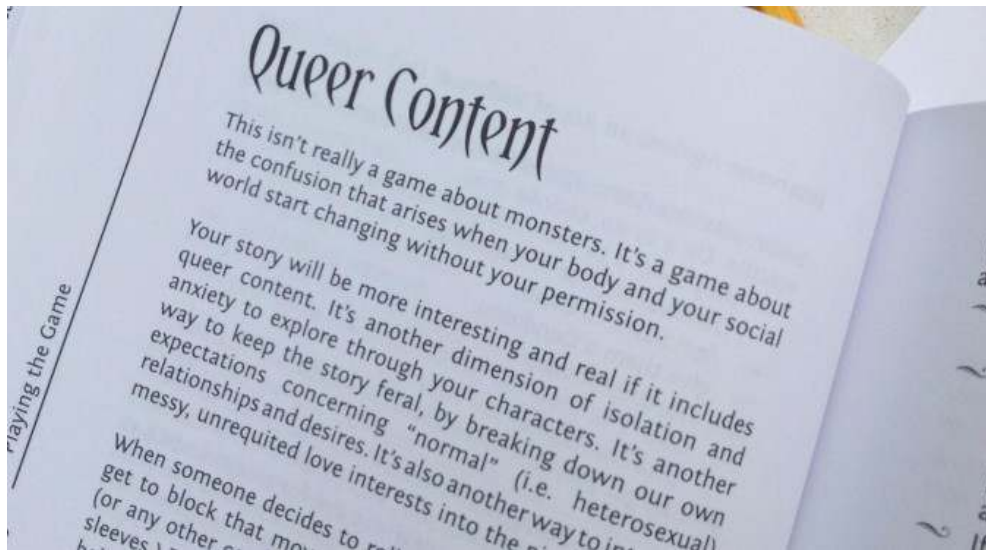 Queer Content
This isn't really a game about monsters. It's a game about
the confusion that arises when your body and your social
world start changing without your permission.
Your story will be more interesting and real if it includes
queer content. It's another dimension of isolation and
anxiety to explore through your characters. It's another
way to keep the story feral, by breaking down our own
expectations concerning "normal" (i.e. heterosexual)
relationships and desires. It's also another way to
messy, unrequited love interests into the
When someone decides to
get to block that
(or any other
sleeves
Playing the Game